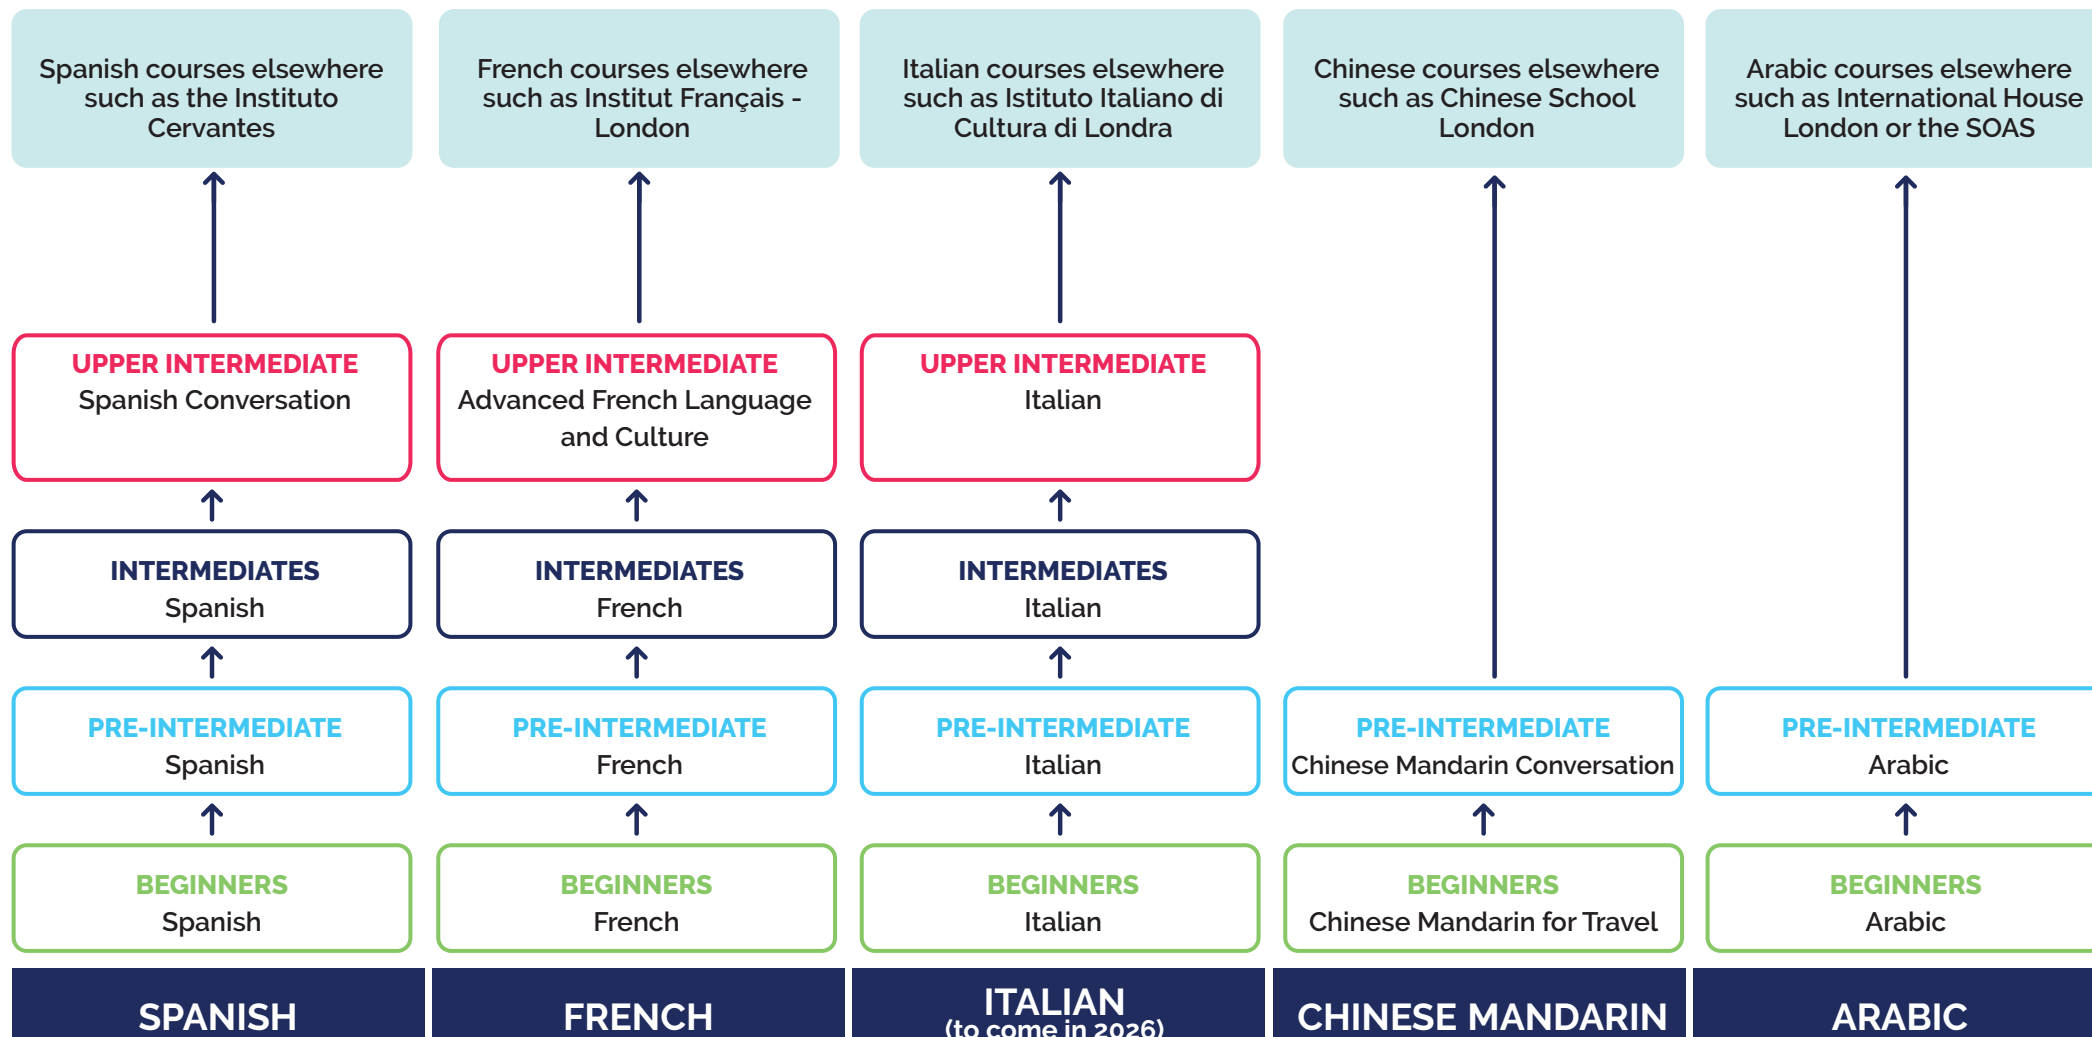 Spanish courses elsewhere
such as the Instituto
Cervantes
French courses elsewhere
such as Institut Français -
London
Italian courses elsewhere
such as Istituto Italiano di
Cultura di Londra
Chinese courses elsewhere
such as Chinese School
London
Arabic courses elsewhere
such as International House
London or the SOAS
UPPER INTERMEDIATE
Spanish Conversation
UPPER INTERMEDIATE
Advanced French Language
and Culture
UPPER INTERMEDIATE
Italian
INTERMEDIATES
Spanish
INTERMEDIATES
French
INTERMEDIATES
Italian
PRE-INTERMEDIATE
Spanish
PRE-INTERMEDIATE
French
PRE-INTERMEDIATE
Italian
PRE-INTERMEDIATE
Chinese Mandarin Conversation
PRE-INTERMEDIATE
Arabic
BEGINNERS
Spanish
BEGINNERS
French
BEGINNERS
Italian
BEGINNERS
Chinese Mandarin for Travel
BEGINNERS
Arabic
SPANISH
FRENCH
ITALIAN
(to come in 2026)
CHINESE MANDARIN
ARABIC